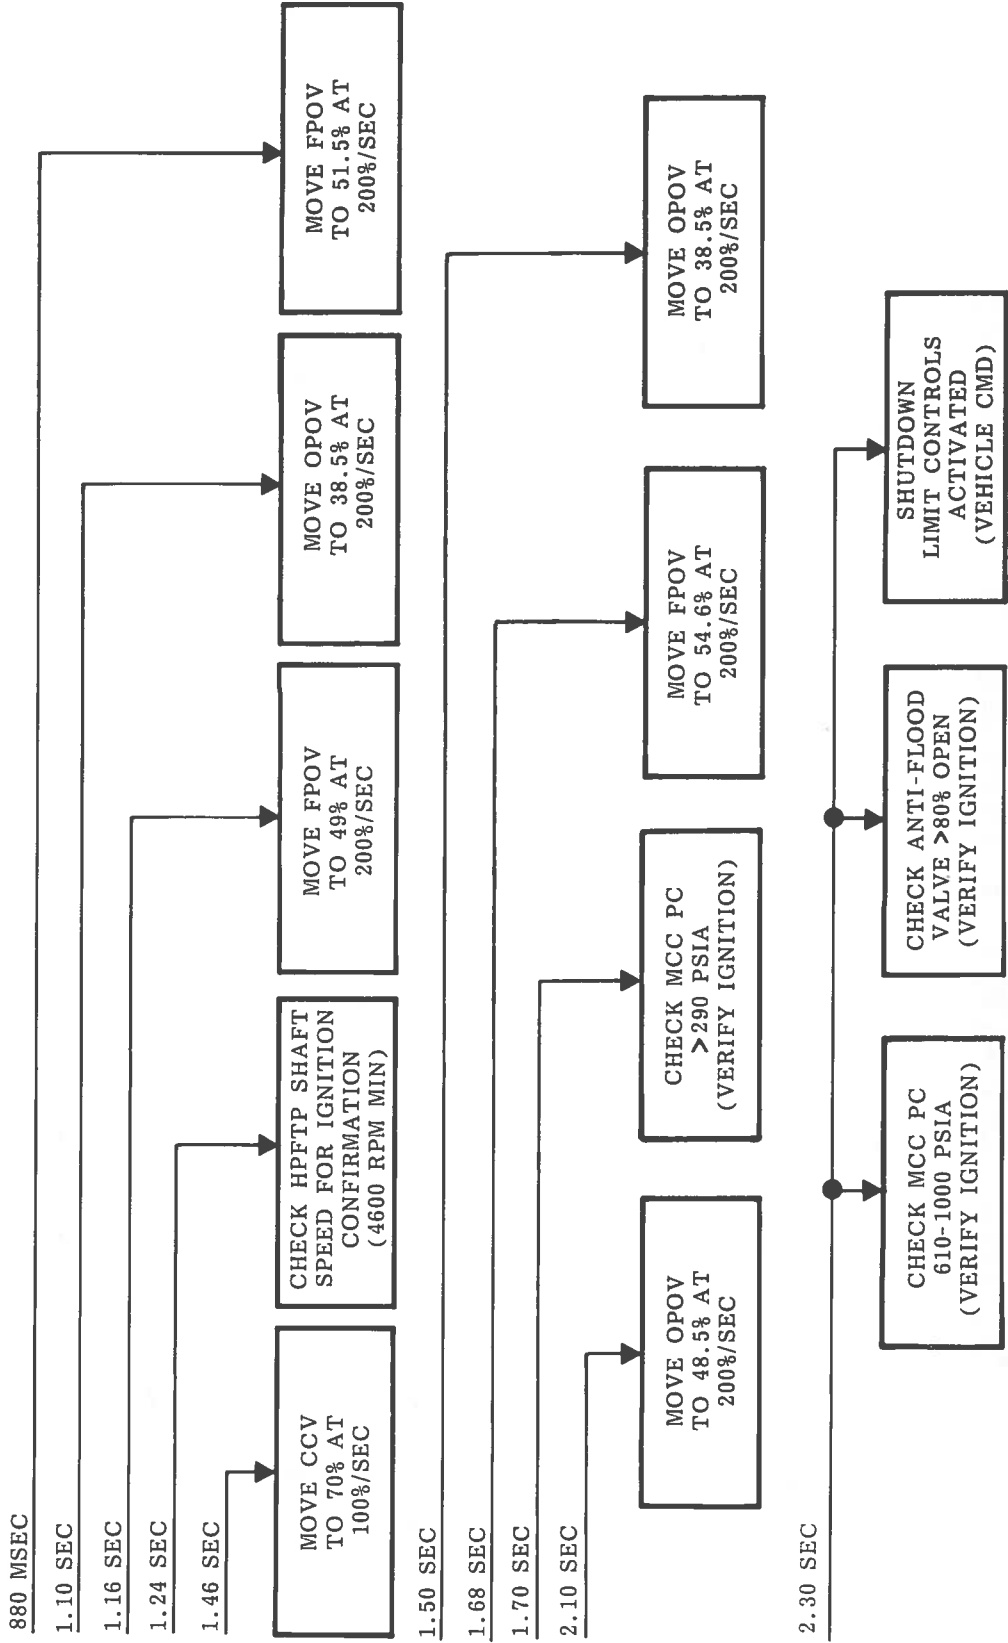 880 MSEC
1.10 SEC
1.16 SEC
1.24 SEC
1.46 SEC
MOVE CCV
TO 70% AT
100%/SEC
CHECK HPFTP SHAFT
SPEED FOR IGNITION
CONFIRMATION
(4600 RPM MIN)
MOVE FPOV
TO 49% AT
200%/SEC
MOVE OPOV
TO 38.5% AT
200%/SEC
MOVE FPOV
TO 51.5% AT
200%/SEC
1.50 SEC
1.68 SEC
1.70 SEC
2.10 SEC
MOVE OPOV
TO 48.5% AT
200%/SEC
CHECK MCC PC
>290 PSIA
(VERIFY IGNITION)
MOVE FPOV
TO 54.6% AT
200%/SEC
MOVE OPOV
TO 38.5% AT
200%/SEC
2.30 SEC
CHECK MCC PC
610-1000 PSIA
(VERIFY IGNITION)
CHECK ANTI-FLOOD
VALVE >80% OPEN
(VERIFY IGNITION)
SHUTDOWN
LIMIT CONTROLS
ACTIVATED
(VEHICLE CMD)